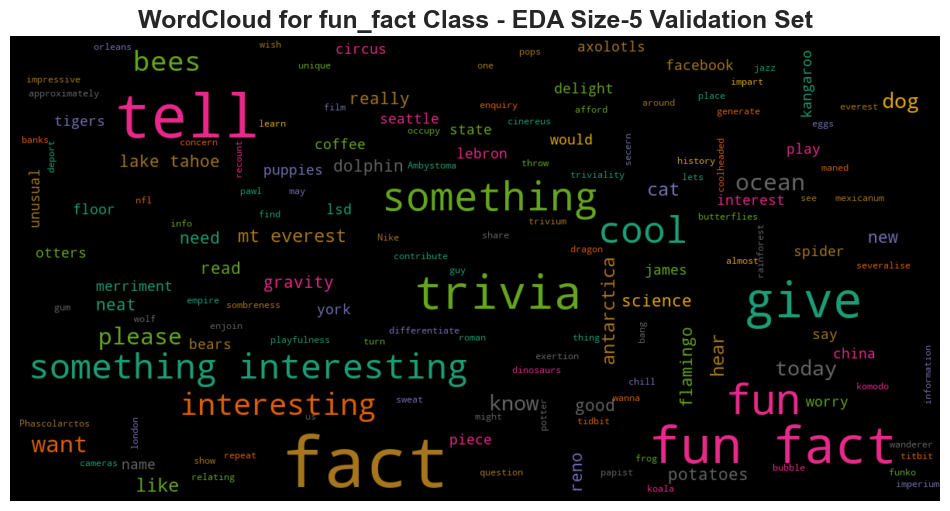 WordCloud for fun_fact Class - EDA Size-5 Validation Set
orleans
wish
circus
axolotls
bees
unique
pops
one
facebook
jazz
kangaroo
impressive
approximately
tell
really
film
enquiry
delight
afford
place
impart
generate
around
everest
dog
tigers
learn
seattle
occupy
state
cinereus
would
secern
history
coolheaded
eggs
banks
deport
concern
recount
coffee
lebron
throw
triviality
lets
play
maned
lake tahoe
puppies
dolphin
Ambystoma
cat
ocean
unusual
nfl
pawl
may
something
trivium
interest
see
mexicanum
floor
info
find
lsd
Nike
share
cool
butterflies
rainforest
new
otters
need
mt everest
contribute
dragon
almost
spider
severalise
read
gravity
guy
antarctica
james
merriment
neat
empire
sombreness
york
trivia
science
give
gum
wolf
enjoin
differentiate
roman
thing
bang
hear
say
please
bears
playfulness
turn
exertion
flamingo
china
information
something interesting
dinosaurs
chill
today
komodo
interesting
sweat
us
know
might
potter
good
tidbit
wanna
fun
worry
Phascolarctos
london
want
fact
piece
papist
frog
fun fact
wanderer
titbit
cameras
name
show
repeat
relating
question
reno
koala
potatoes
bubble
funko
imperium
like